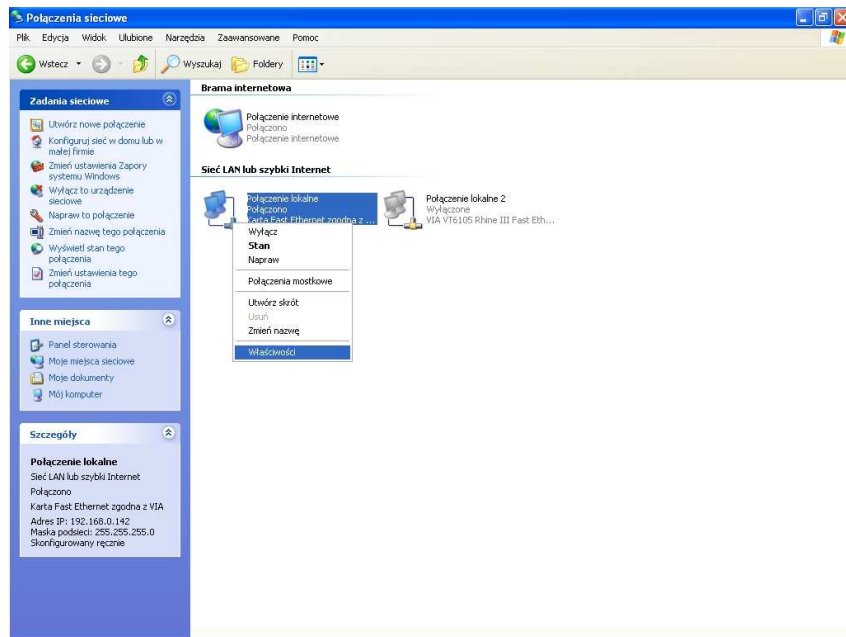 Połączenia sieciowe
Plik Edycja Widok Ulubione Narzędzia Zaawansowane Pomoc
Wstecz Wyszukaj Foldery
Zadania sieciowe
Utwórz nowe połączenie
Konfiguruj sieć w domu lub w
małej firmie
Zmień ustawienia Zapory
systemu Windows
Wyłącz to urządzenie
sieciowe
Napraw to połączenie
Zmień nazwę tego połączenia
Wyświetl stan tego
połączenia
Zmień ustawienia tego
połączenia
Inne miejsca
Panel sterowania
Moje miejsca sieciowe
Moje dokumenty
Mój komputer
Szczegóły
Połączenie lokalne
Sieć LAN lub szybki Internet
Połączono
Karta Fast Ethernet zgodna z VIA
Adres IP: 192.168.0.142
Maska podsieci: 255.255.255.0
Skonfigurowany ręcznie
Brama internetowa
Połączenie internetowe
Połączono
Połączenie internetowe
Sieć LAN lub szybki Internet
Połączenie lokalne
Połączono
Karta Fast Ethernet zgodna z ...
Połączenie lokalne 2
Wyłączone
VIA VT6105 Rhine III Fast Eth...
Wyłącz
Stan
Napraw
Połączenia mostkowe
Utwórz skrót
Usuń
Zmień nazwę
Właściwości